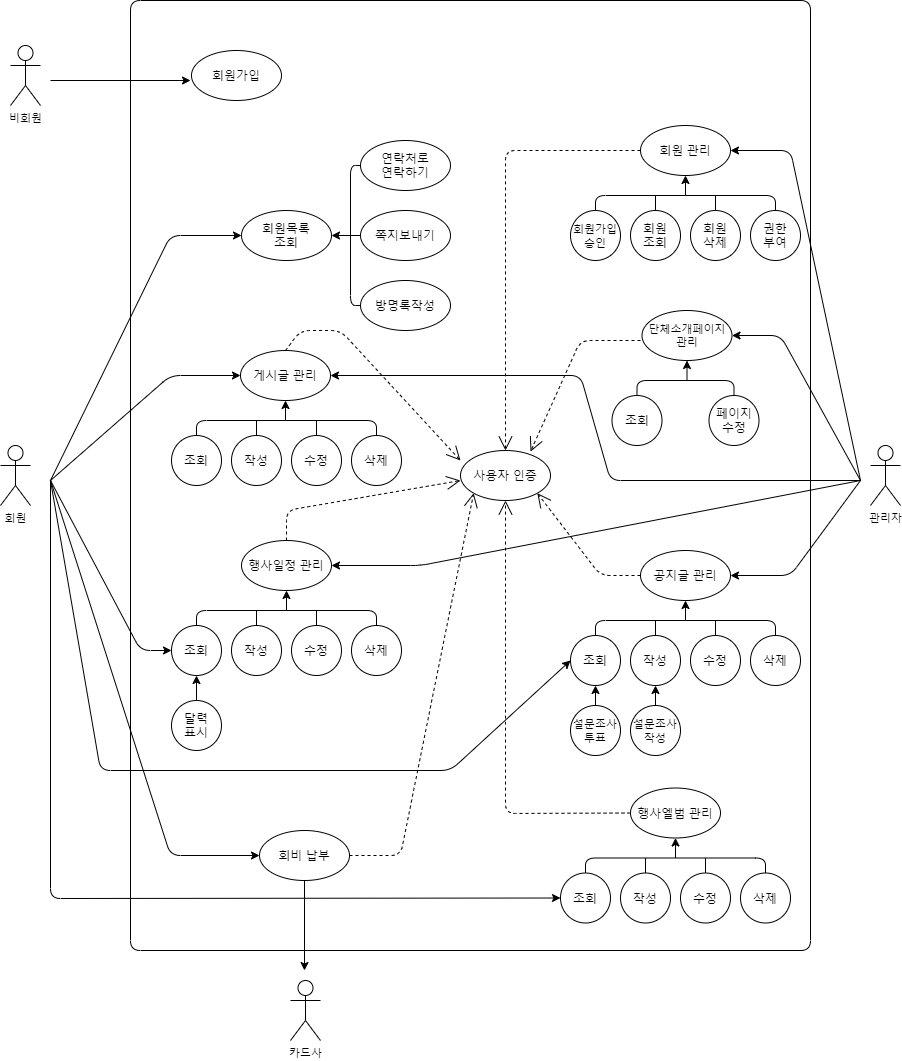 회원가입
비회원
연락처로
연락하기
회원 관리
회원목록
조회
쪽지보내기
회원가입
승인
회원
조회
회원
삭제
권한
부여
방명록작성
단체소개페이지
관리
게시글 관리
조회
페이지
수정
조회
작성
수정
삭제
사용자 인증
회원
관리자
행사일정 관리
공지글 관리
조회
작성
수정
삭제
조회
작성
수정
삭제
달력
표시
설문조사
투표
설문조사
작성
행사엘범 관리
회비 납부
조회
작성
수정
삭제
카드사